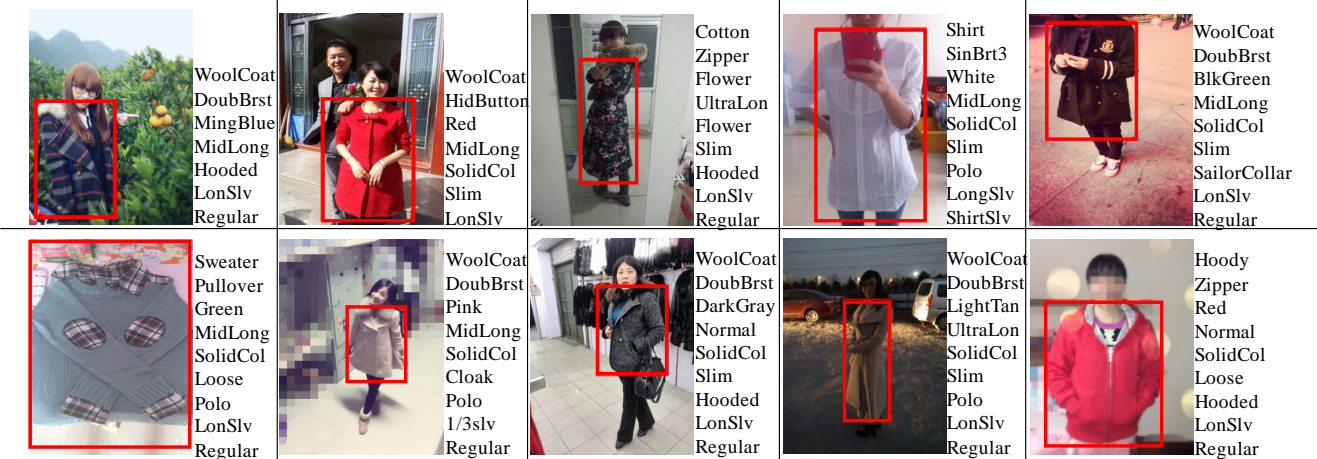 WoolCoat
DoubBrst
MingBlue
MidLong
Hooded
LonSlv
Regular
WoolCoat
HidButton
Red
MidLong
SolidCol
Slim
LonSlv
Cotton
Zipper
Flower
UltraLon
Flower
Slim
Hooded
LonSlv
Regular
Shirt
SinBrt3
White
MidLong
SolidCol
Slim
Polo
LongSlv
ShirtSlv
WoolCoat
DoubBrst
BlkGreen
MidLong
SolidCol
Slim
SailorCollar
LonSlv
Regular
Sweater
Pullover
Green
MidLong
SolidCol
Loose
Polo
LonSlv
Regular
WoolCoat
DoubBrst
Pink
MidLong
SolidCol
Cloak
Polo
1/3slv
Regular
WoolCoat
DoubBrst
DarkGray
Normal
SolidCol
Slim
Hooded
LonSlv
Regular
WoolCoat
DoubBrst
LightTan
UltraLon
SolidCol
Slim
Polo
LonSlv
Regular
Hoody
Zipper
Red
Normal
SolidCol
Loose
Hooded
LonSlv
Regular